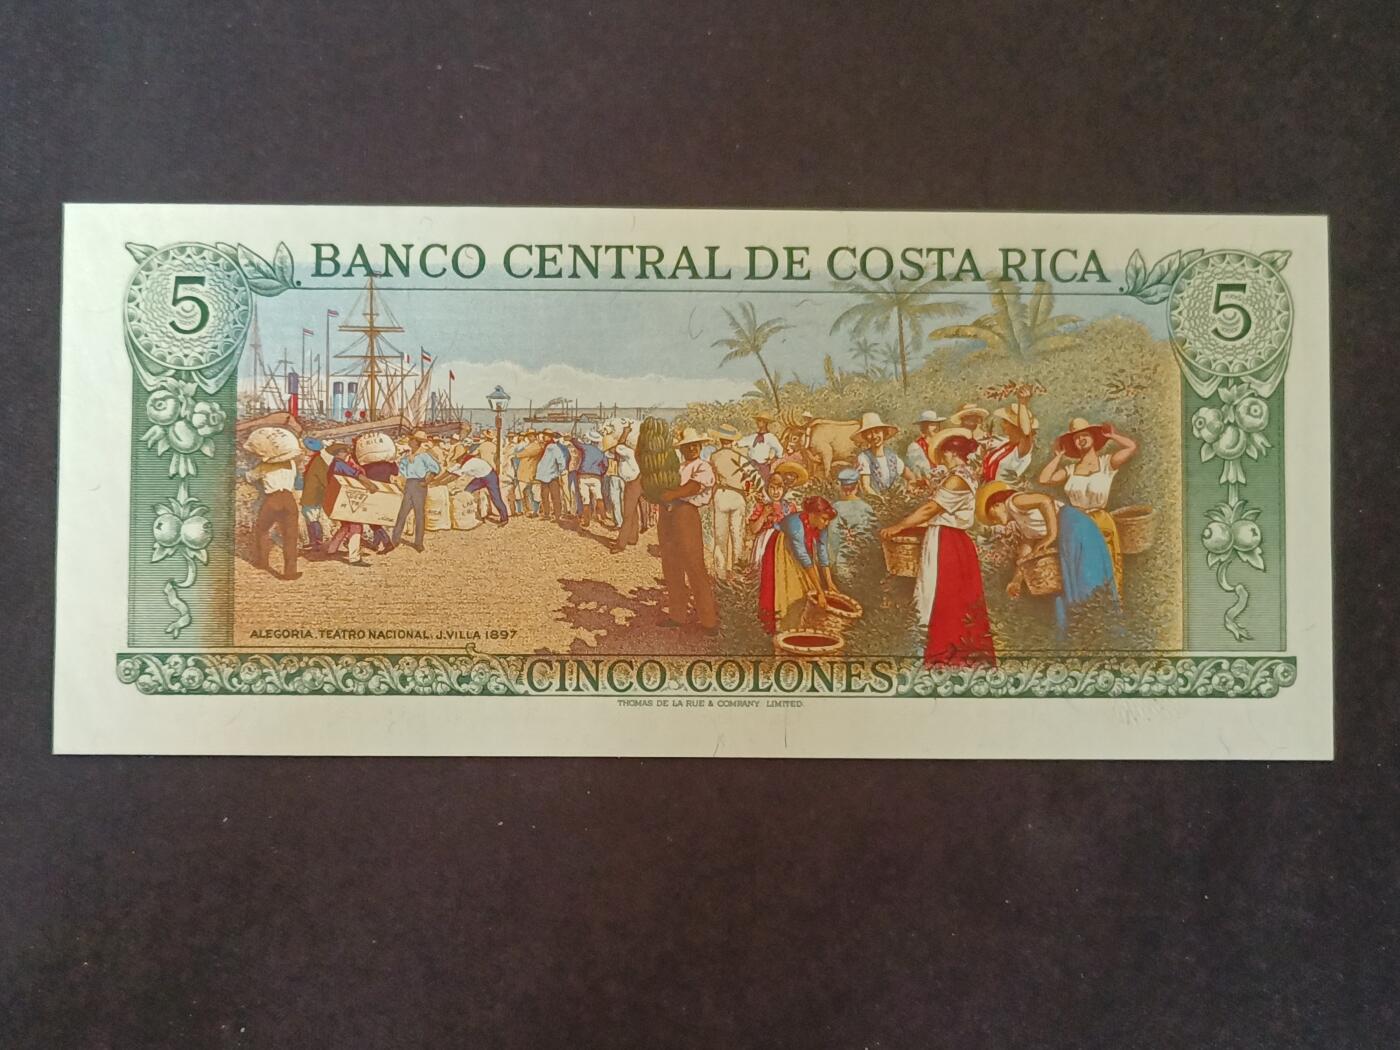 BANCO CENTRAL DE COSTA RICA
5
5
ALEGORIA. TEATRO NACIONAL. J. VILLA 1897
CINCO COLONES
THOMAS DE LA RUE & COMPANY LIMITED.